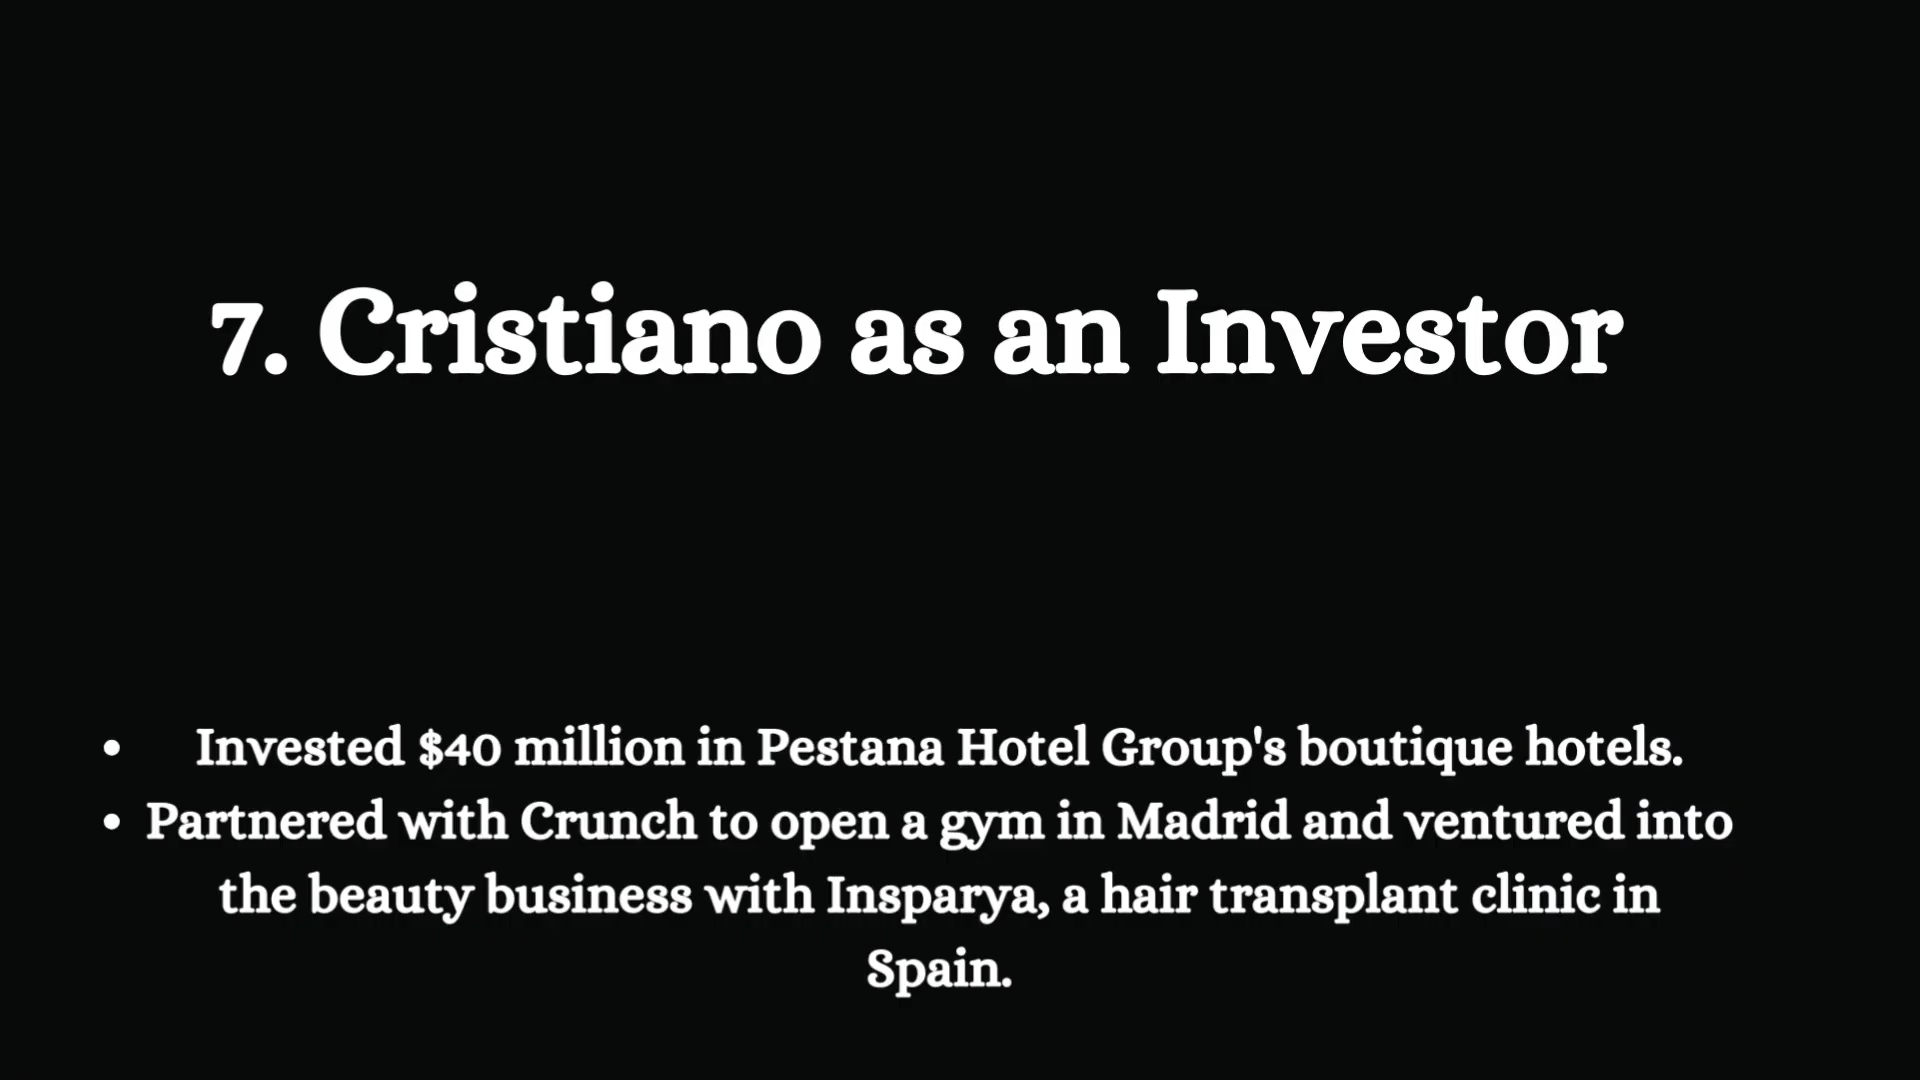 7. Cristiano as an Investor
• Invested $40 million in Pestana Hotel Group's boutique hotels.
• Partnered with Crunch to open a gym in Madrid and ventured into
the beauty business with Insparya, a hair transplant clinic in
Spain.